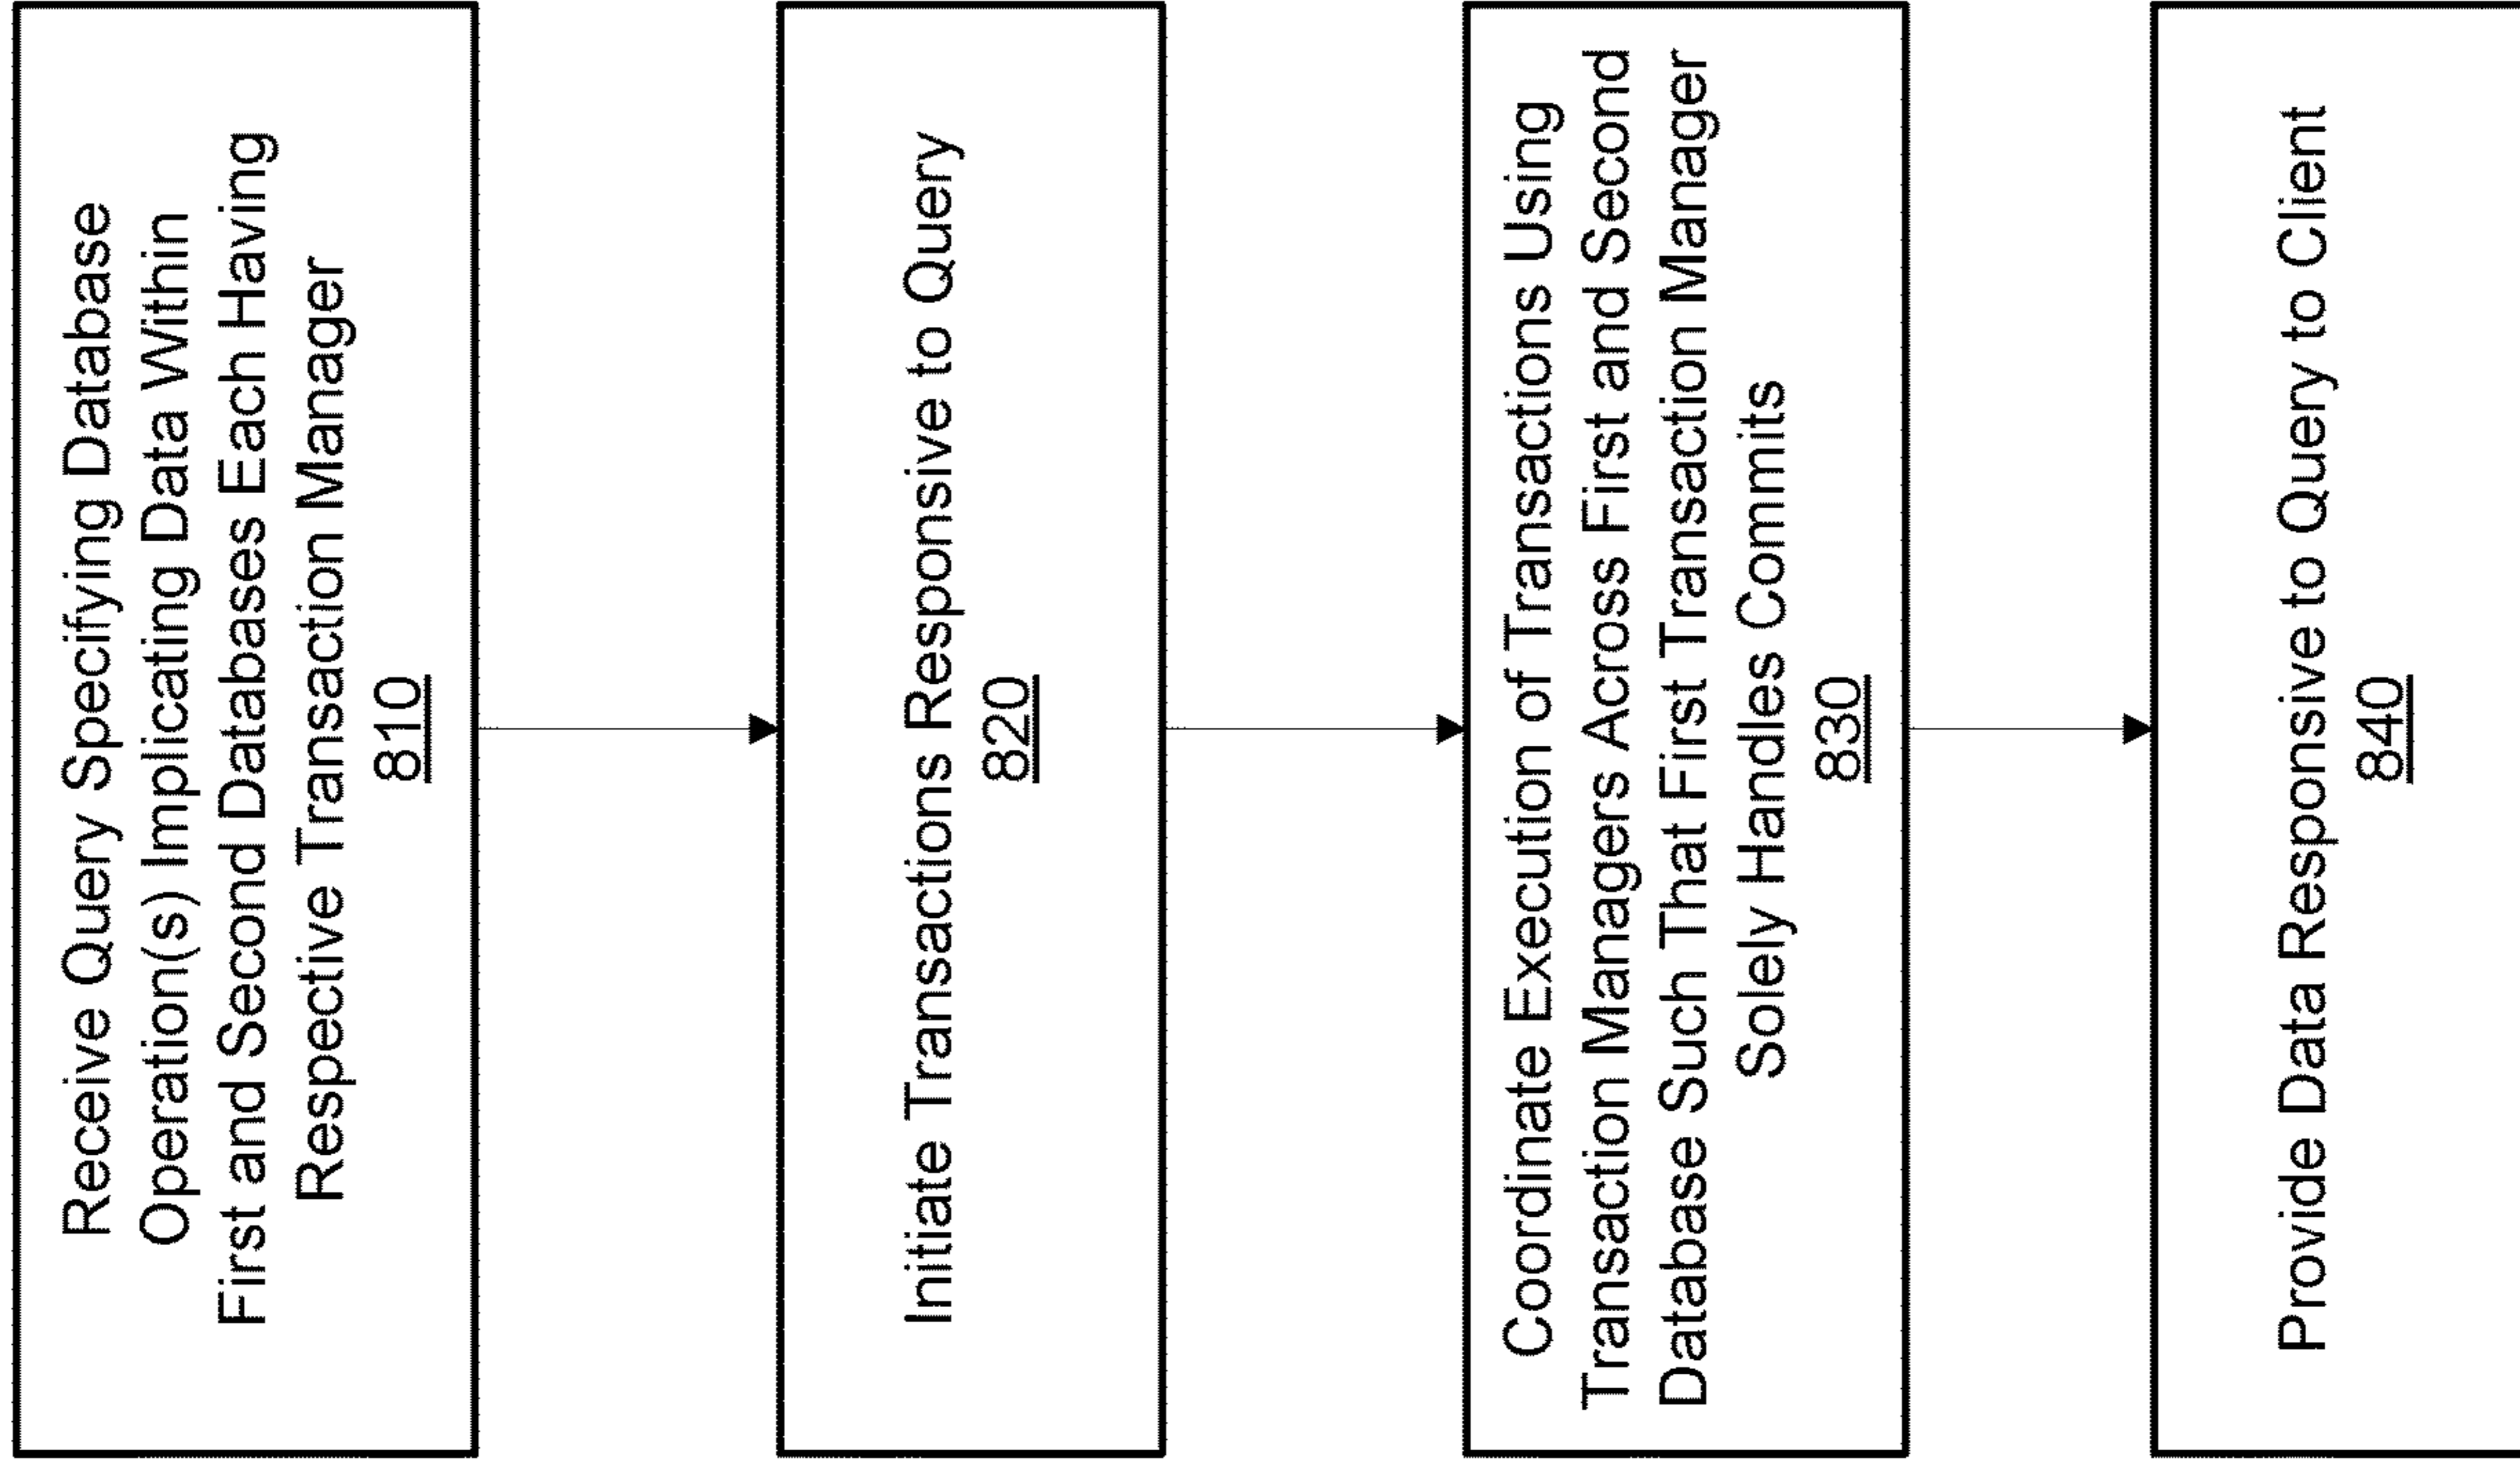 Receive Query Specifying Database
Operation(s) Implicating Data Within
First and Second Databases Each Having
Respective Transaction Manager
810
Initiate Transactions Responsive to Query
820
Coordinate Execution of Transactions Using
Transaction Managers Across First and Second
Database Such That First Transaction Manager
Solely Handles Commits
830
Provide Data Responsive to Query to Client
840